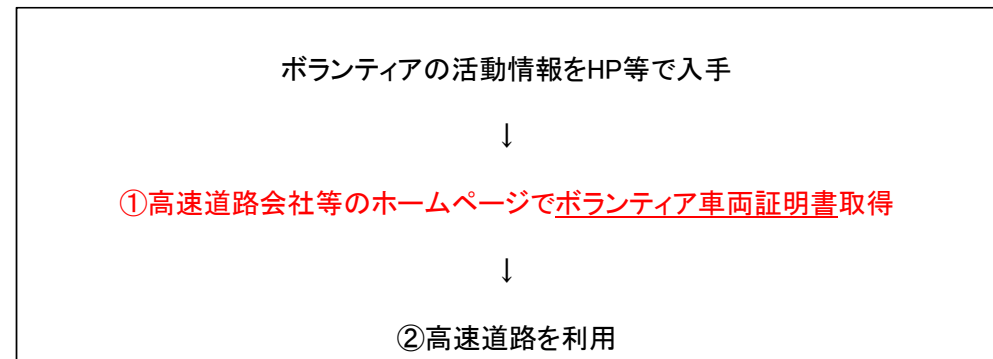 ボランティアの活動情報をHP等で入手
↓
①高速道路会社等のホームページでボランティア車両証明書取得
↓
②高速道路を利用